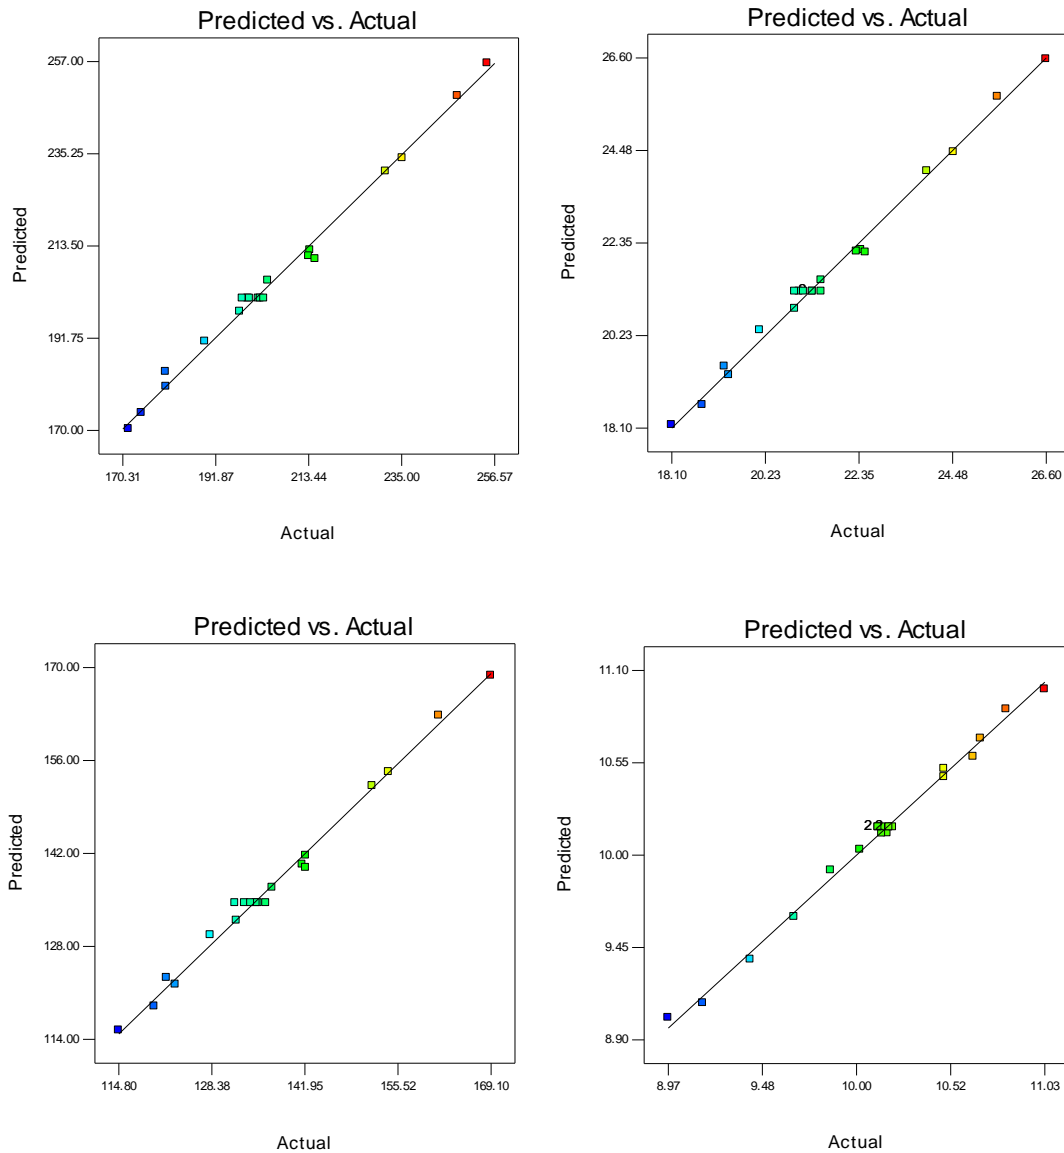 Predicted vs. Actual
257.00
235.25
213.50
191.75
170.00
Predicted
170.31 191.87 213.44 235.00 256.57
Actual
Predicted vs. Actual
26.60
24.48
22.35
20.23
18.10
Predicted
18.10 20.23 22.35 24.48 26.60
Actual
Predicted vs. Actual
170.00
156.00
142.00
128.00
114.00
Predicted
114.80 128.38 141.95 155.52 169.10
Actual
Predicted vs. Actual
11.10
10.55
10.00
9.45
8.90
2
Predicted
8.97 9.48 10.00 10.52 11.03
Actual